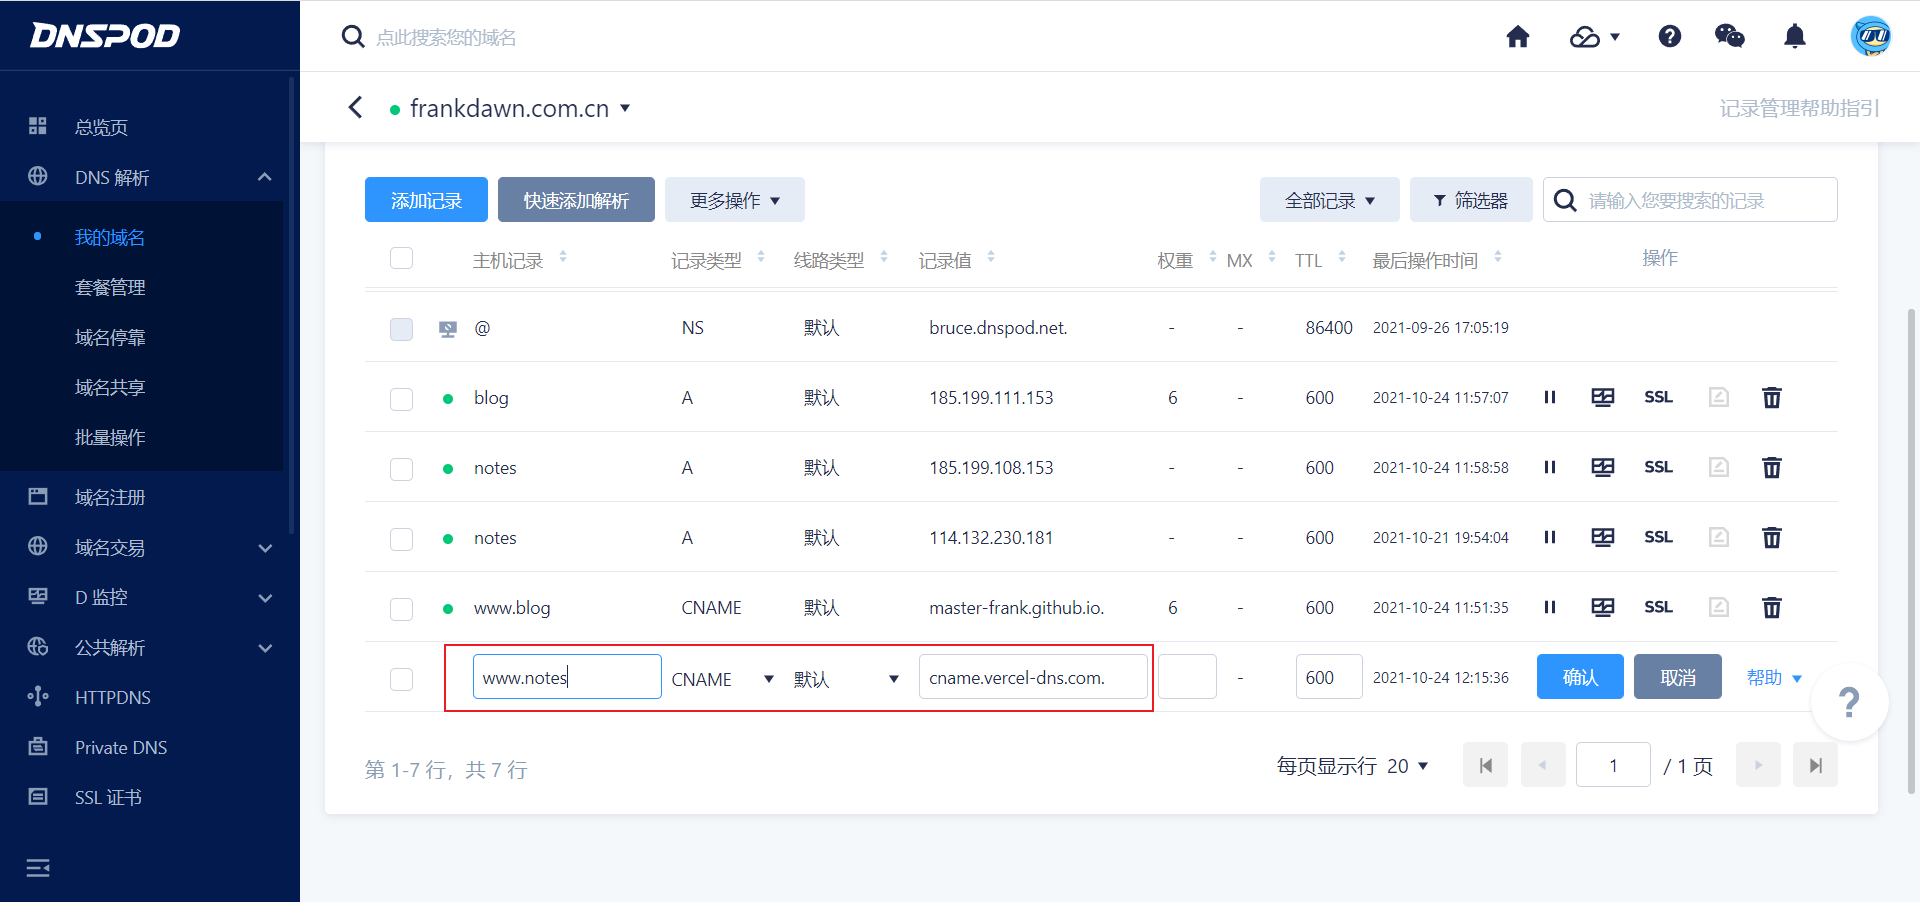 DNSPOD
点此搜索您的域名
frankdawn.com.cn
记录管理帮助指引
总览页
DNS 解析
我的域名
套餐管理
域名停靠
域名共享
批量操作
域名注册
域名交易
D 监控
公共解析
HTTPDNS
Private DNS
SSL 证书
添加记录 快速添加解析 更多操作 全部记录 筛选器 请输入您要搜索的记录
主机记录 记录类型 线路类型 记录值 权重 MX TTL 最后操作时间 操作
@ NS 默认 bruce.dnspod.net. - - 86400 2021-09-26 17:05:19
blog A 默认 185.199.111.153 6 - 600 2021-10-24 11:57:07 SSL
notes A 默认 185.199.108.153 - - 600 2021-10-24 11:58:58 SSL
notes A 默认 114.132.230.181 - - 600 2021-10-21 19:54:04 SSL
www.blog CNAME 默认 master-frank.github.io. 6 - 600 2021-10-24 11:51:35 SSL
www.notes CNAME 默认 cname.vercel-dns.com. - 600 2021-10-24 12:15:36 确认 取消 帮助
?
第 1-7 行，共 7 行 每页显示行 20 1 / 1 页